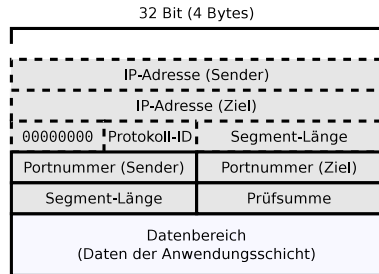 32 Bit (4 Bytes)
IP-Adresse (Sender)
IP-Adresse (Ziel)
00000000 Protokoll-ID Segment-Länge
Portnummer (Sender) Portnummer (Ziel)
Segment-Länge Prüfsumme
Datenbereich
(Daten der Anwendungsschicht)